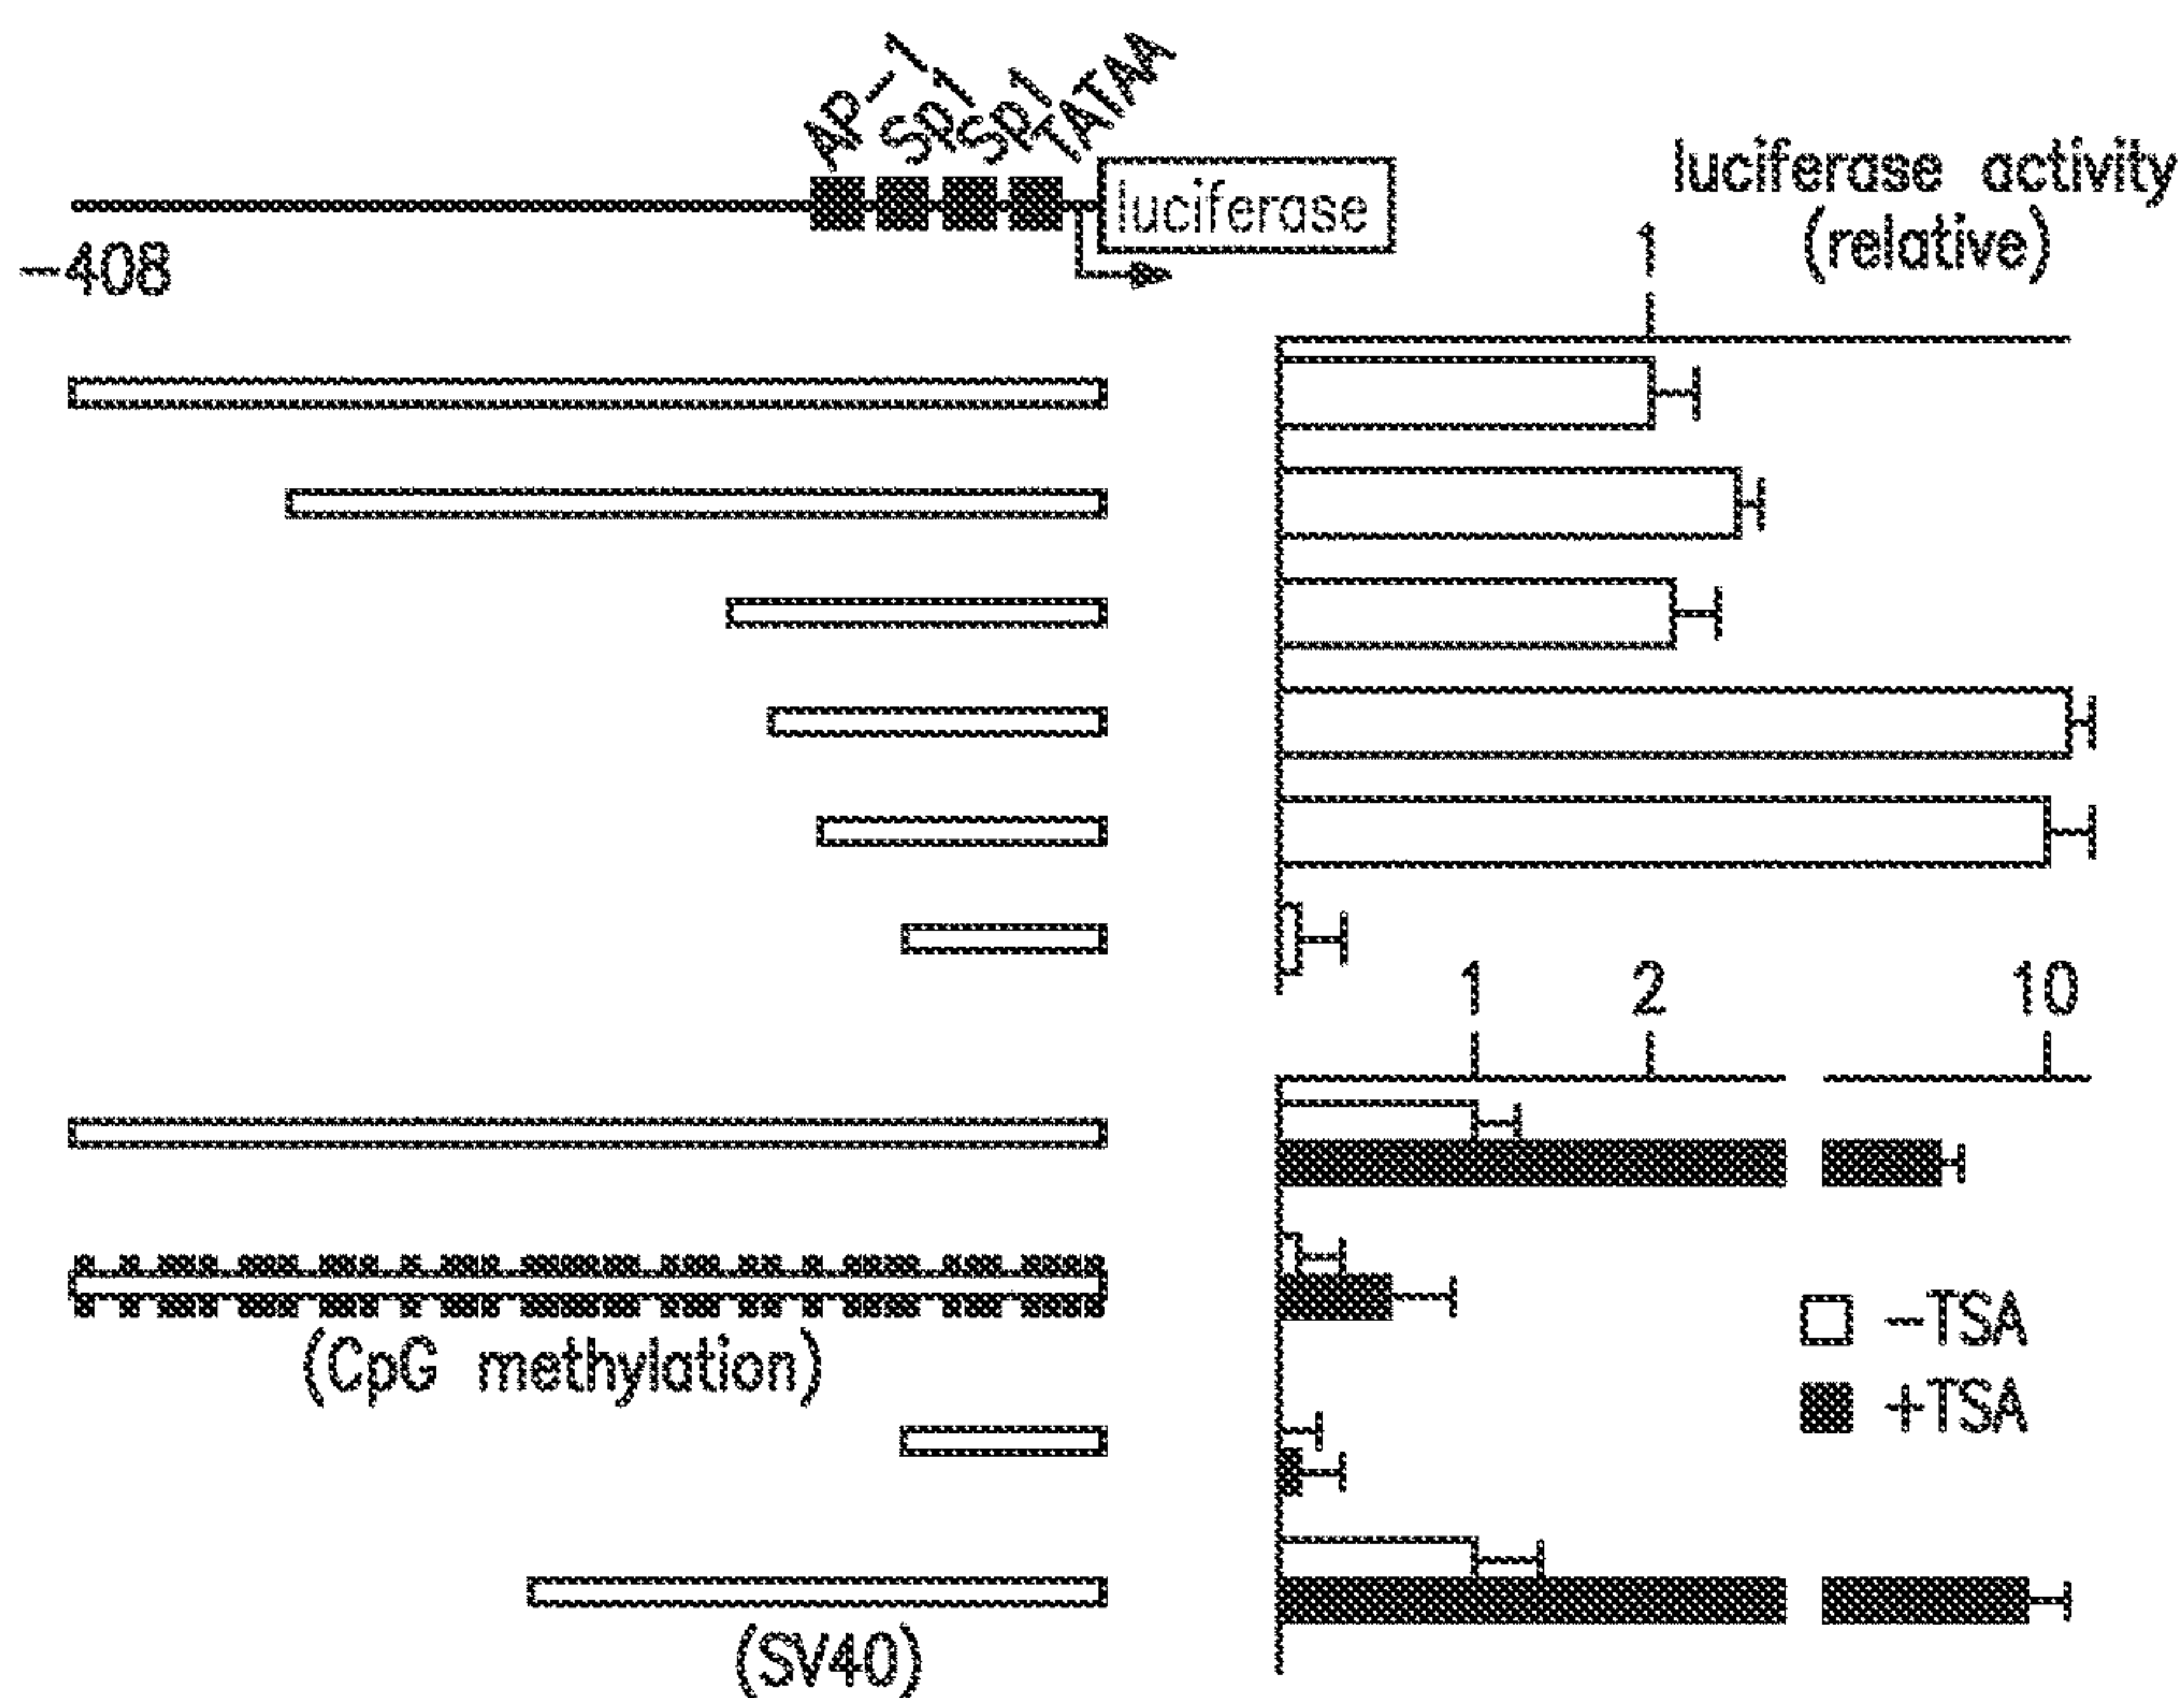 AP-1 Sp1 Sp1 TATAA
luciferase
-408
luciferase activity
(relative)
1
1 2 10
(CpG methylation)
-TSA
+TSA
(SV40)